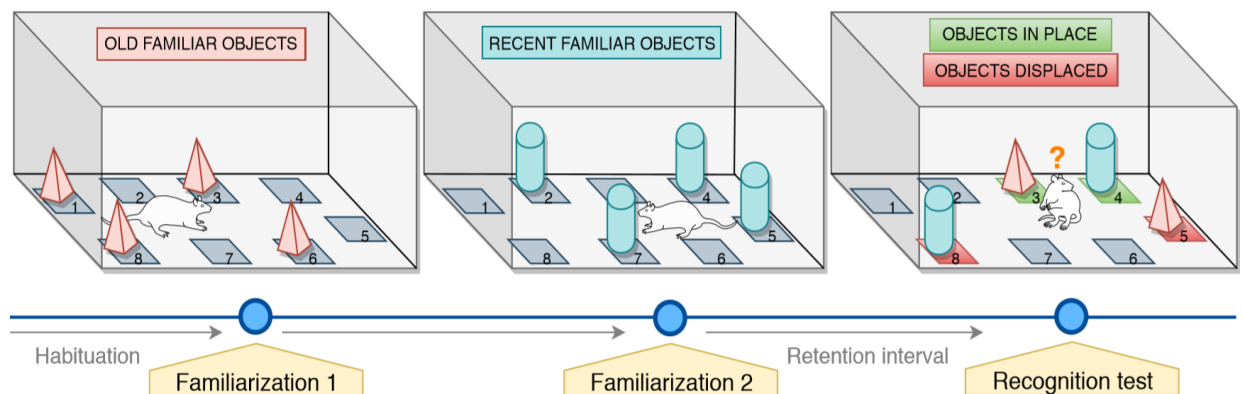 OLD FAMILIAR OBJECTS
RECENT FAMILIAR OBJECTS
OBJECTS IN PLACE
OBJECTS DISPLACED
?
1
2
3
4
5
6
7
8
1
2
4
5
6
7
8
1
2
3
4
5
6
7
8
Habituation
Retention interval
Familiarization 1
Familiarization 2
Recognition test